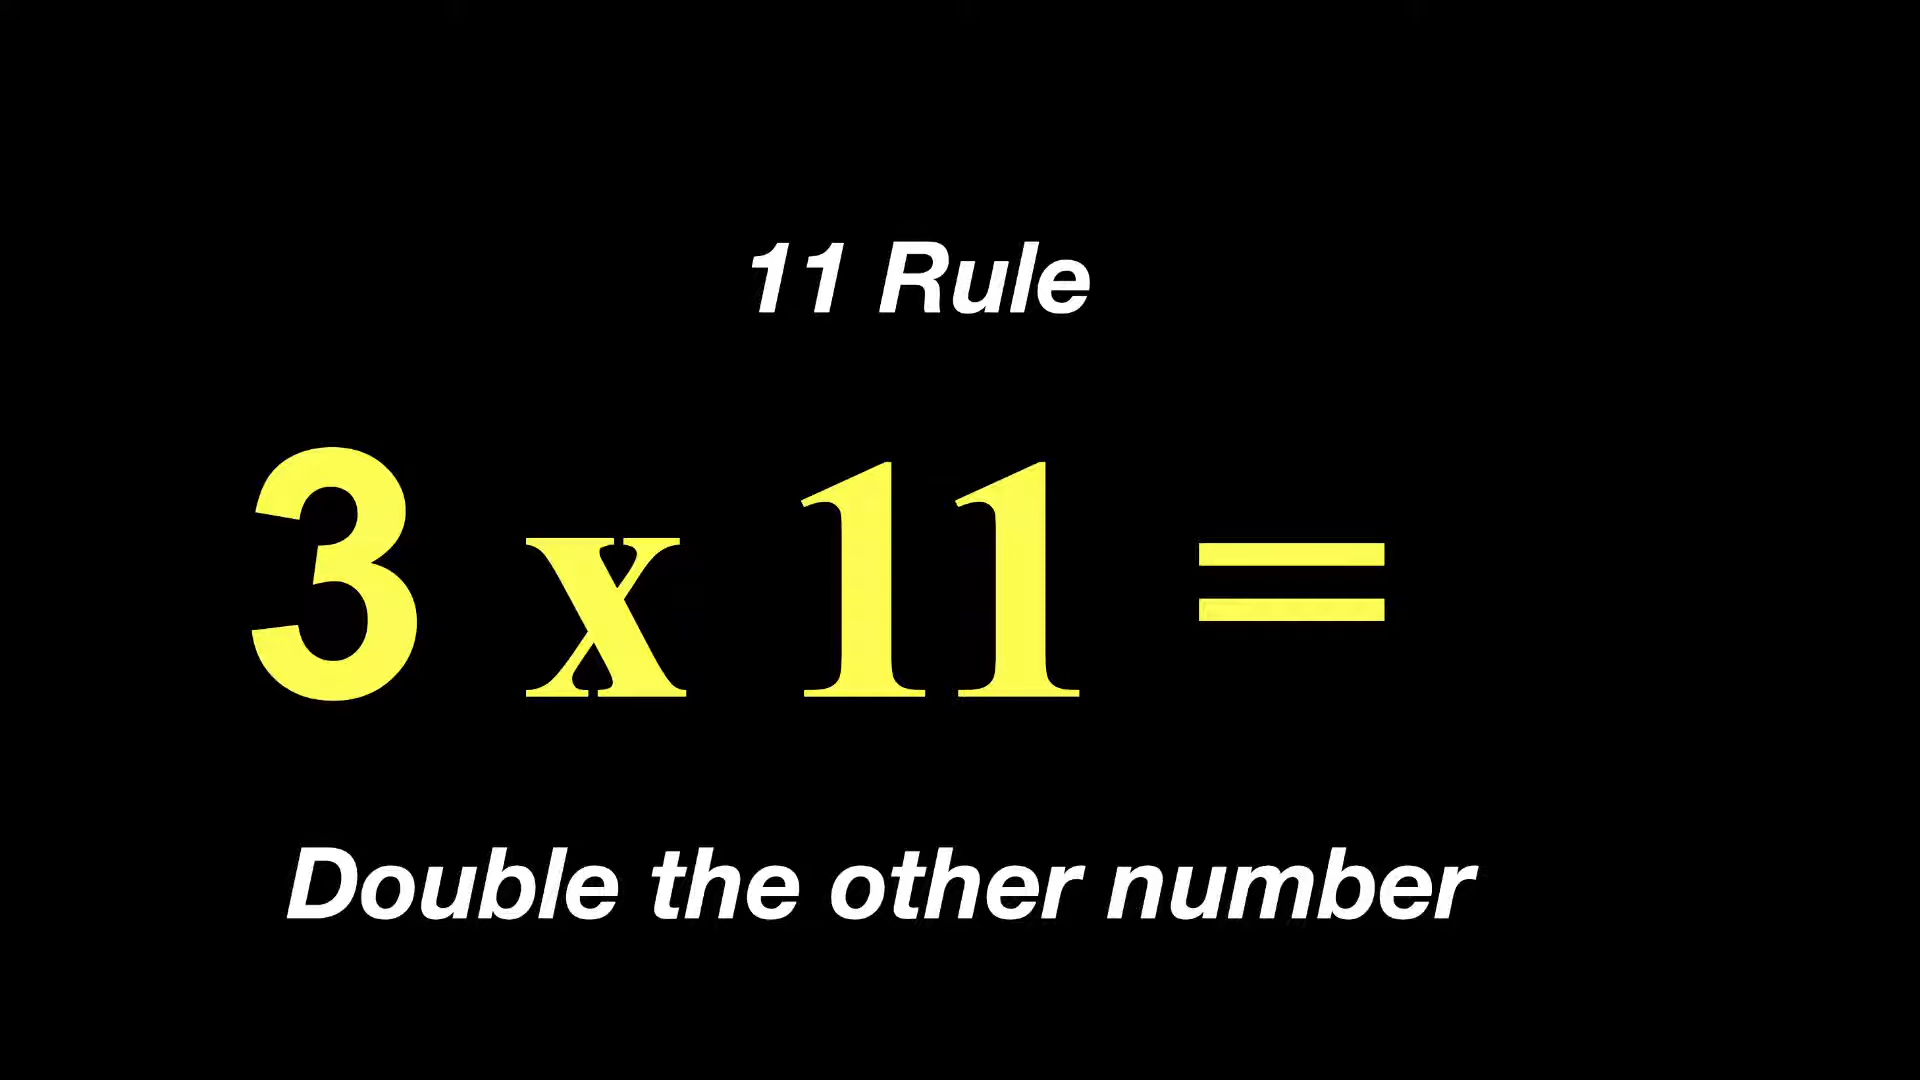 11 Rule
3 x 11 =
Double the other number